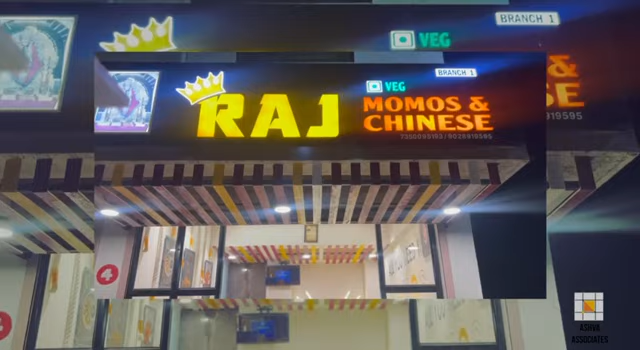 BRANCH 1
VEG
RAJ
MOMOS &
CHINESE
4
ASHVA
ASSOCIATES